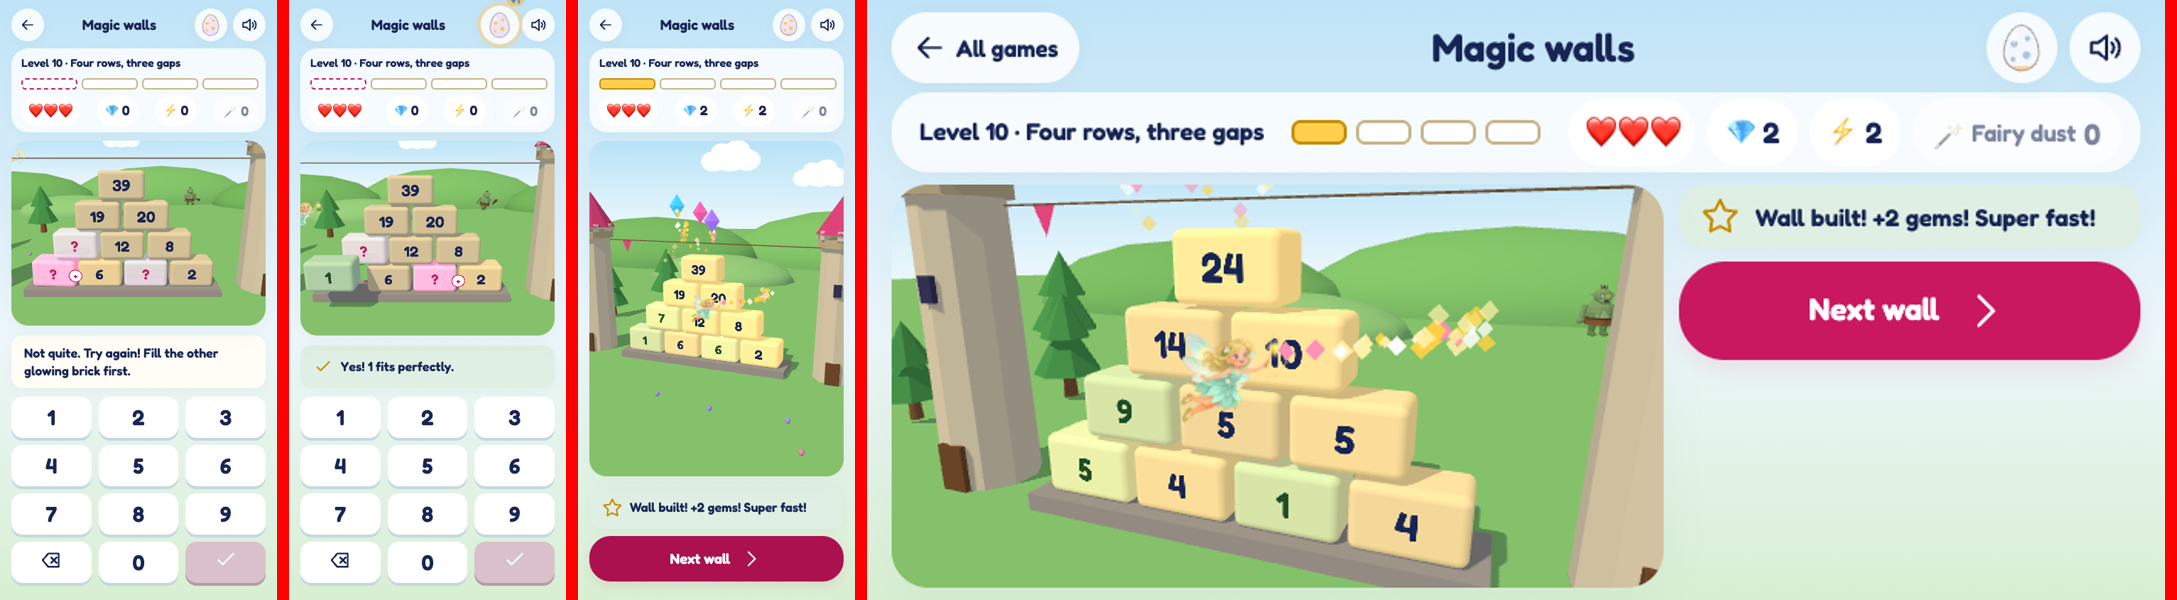 Magic walls
Level 10 · Four rows, three gaps
0 0 0
39
19 20
? 12 8
? 6 ? 2
Not quite. Try again! Fill the other
glowing brick first.
1 2 3
4 5 6
7 8 9
0
Magic walls
Level 10 · Four rows, three gaps
0 0 0
39
19 20
? 12 8
1 6 ? 2
Yes! 1 fits perfectly.
1 2 3
4 5 6
7 8 9
0
Magic walls
Level 10 · Four rows, three gaps
2 2 0
39
19 20
7 12 8
1 6 6 2
Wall built! +2 gems! Super fast!
Next wall
All games Magic walls
Level 10 · Four rows, three gaps 2 2 Fairy dust 0
24
14 10
9 5 5
5 4 1 4
Wall built! +2 gems! Super fast!
Next wall